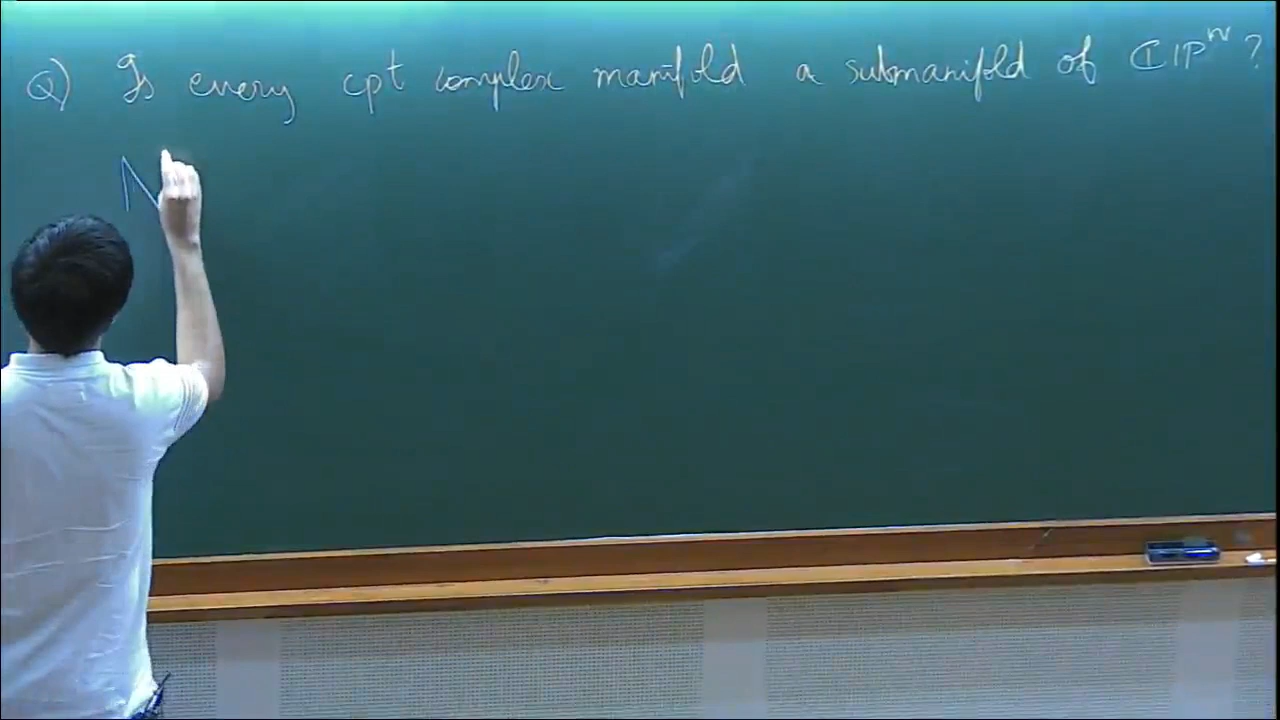 Q) Is every cpt complex manifold a submanifold of ℂℙⁿ?
N